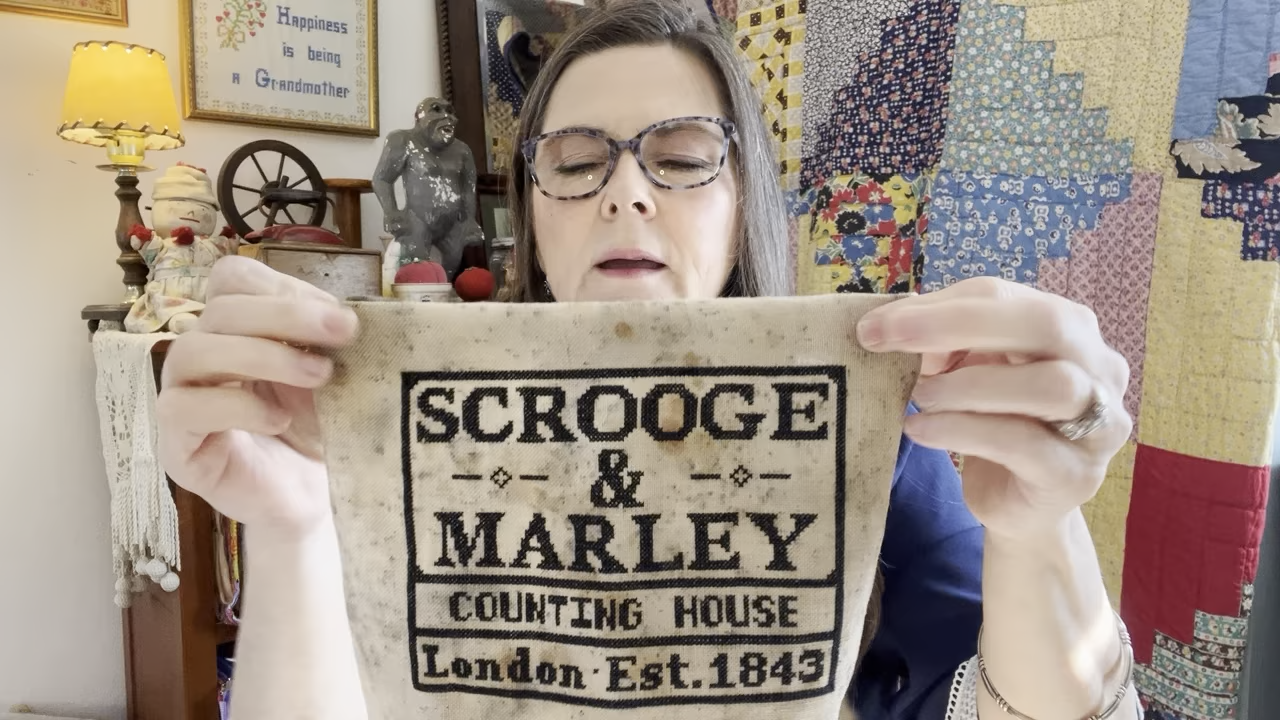 Happiness
is being
a Grandmother
SCROOGE
&
MARLEY
COUNTING HOUSE
London·Est.1843